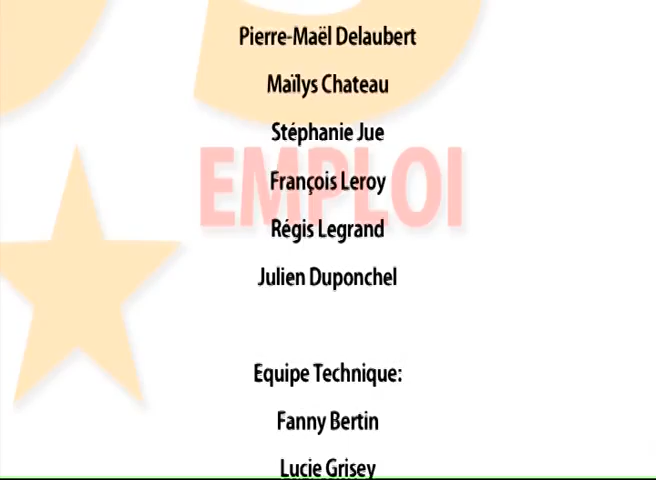 Pierre-Maël Delaubert
Maïlys Chateau
Stéphanie Jue
EMPLOI
François Leroy
Régis Legrand
Julien Duponchel
Equipe Technique:
Fanny Bertin
Lucie Grisey